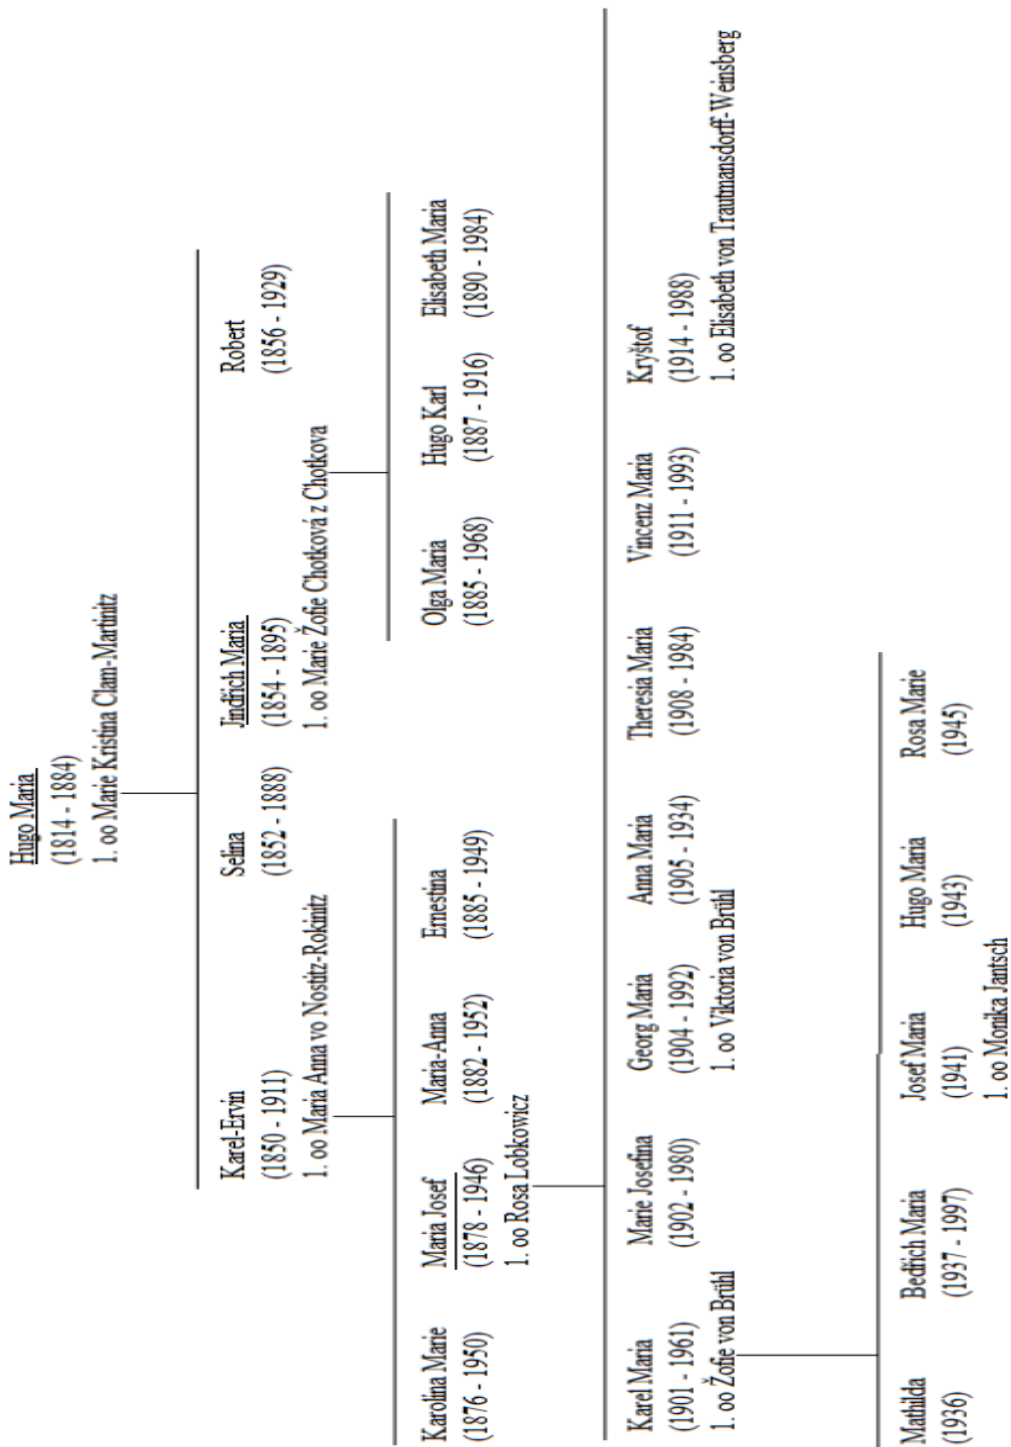 Hugo Maria
(1814 - 1884)
1. oo Marie Kristina Clam-Martinitz
Karel-Ervín
(1850 - 1911)
1. oo Maria Anna vo Nostitz-Rokinitz
Selina
(1852 - 1888)
Jindřich Maria
(1854 - 1895)
1. oo Marie Žofie Chotková z Chotkova
Robert
(1856 - 1929)
Karolina Marie
(1876 - 1950)
Maria Josef
(1878 - 1946)
1. oo Rosa Lobkowicz
Maria-Anna
(1882 - 1952)
Ernestina
(1885 - 1949)
Olga Maria
(1885 - 1968)
Hugo Karl
(1887 - 1916)
Elisabeth Maria
(1890 - 1984)
Karel Maria
(1901 - 1961)
1. oo Žofie von Brühl
Marie Josefina
(1902 - 1980)
Georg Maria
(1904 - 1992)
1. oo Viktoria von Brühl
Anna Maria
(1905 - 1934)
Theresia Maria
(1908 - 1984)
Vincenz Maria
(1911 - 1993)
Kryštof
(1914 - 1988)
1. oo Elisabeth von Trautmansdorff-Weinsberg
Mathilda
(1936)
Bedřich Maria
(1937 - 1997)
Josef Maria
(1941)
1. oo Monika Jantsch
Hugo Maria
(1943)
Rosa Marie
(1945)